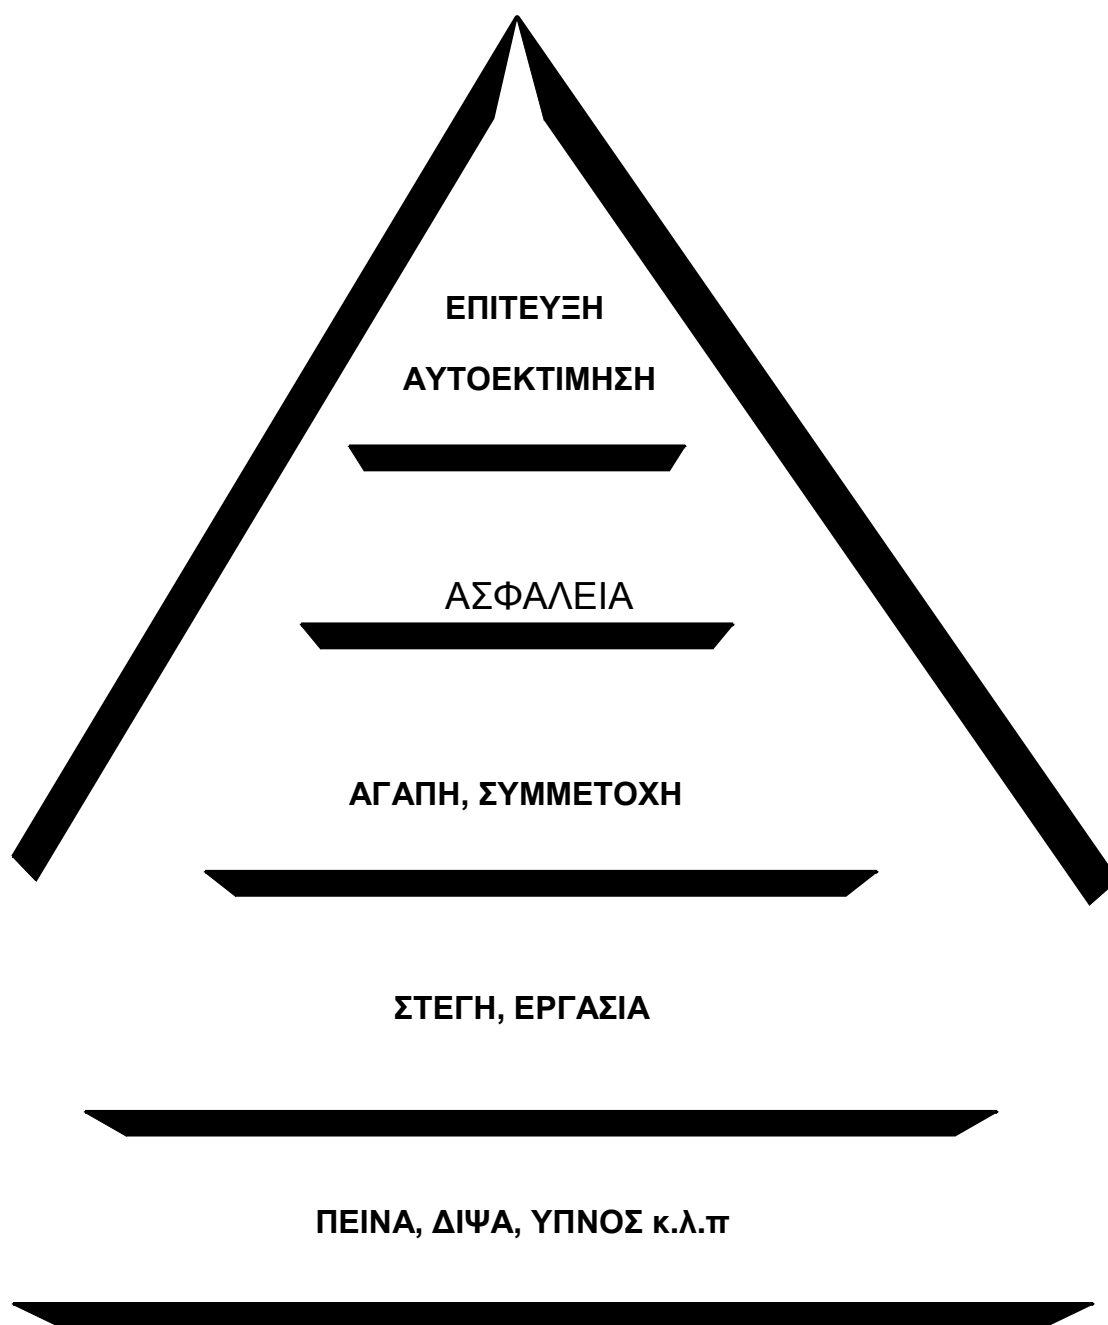 ΕΠΙΤΕΥΞΗ
ΑΥΤΟΕΚΤΙΜΗΣΗ
ΑΣΦΑΛΕΙΑ
ΑΓΑΠΗ, ΣΥΜΜΕΤΟΧΗ
ΣΤΕΓΗ, ΕΡΓΑΣΙΑ
ΠΕΙΝΑ, ΔΙΨΑ, ΥΠΝΟΣ κ.λ.π